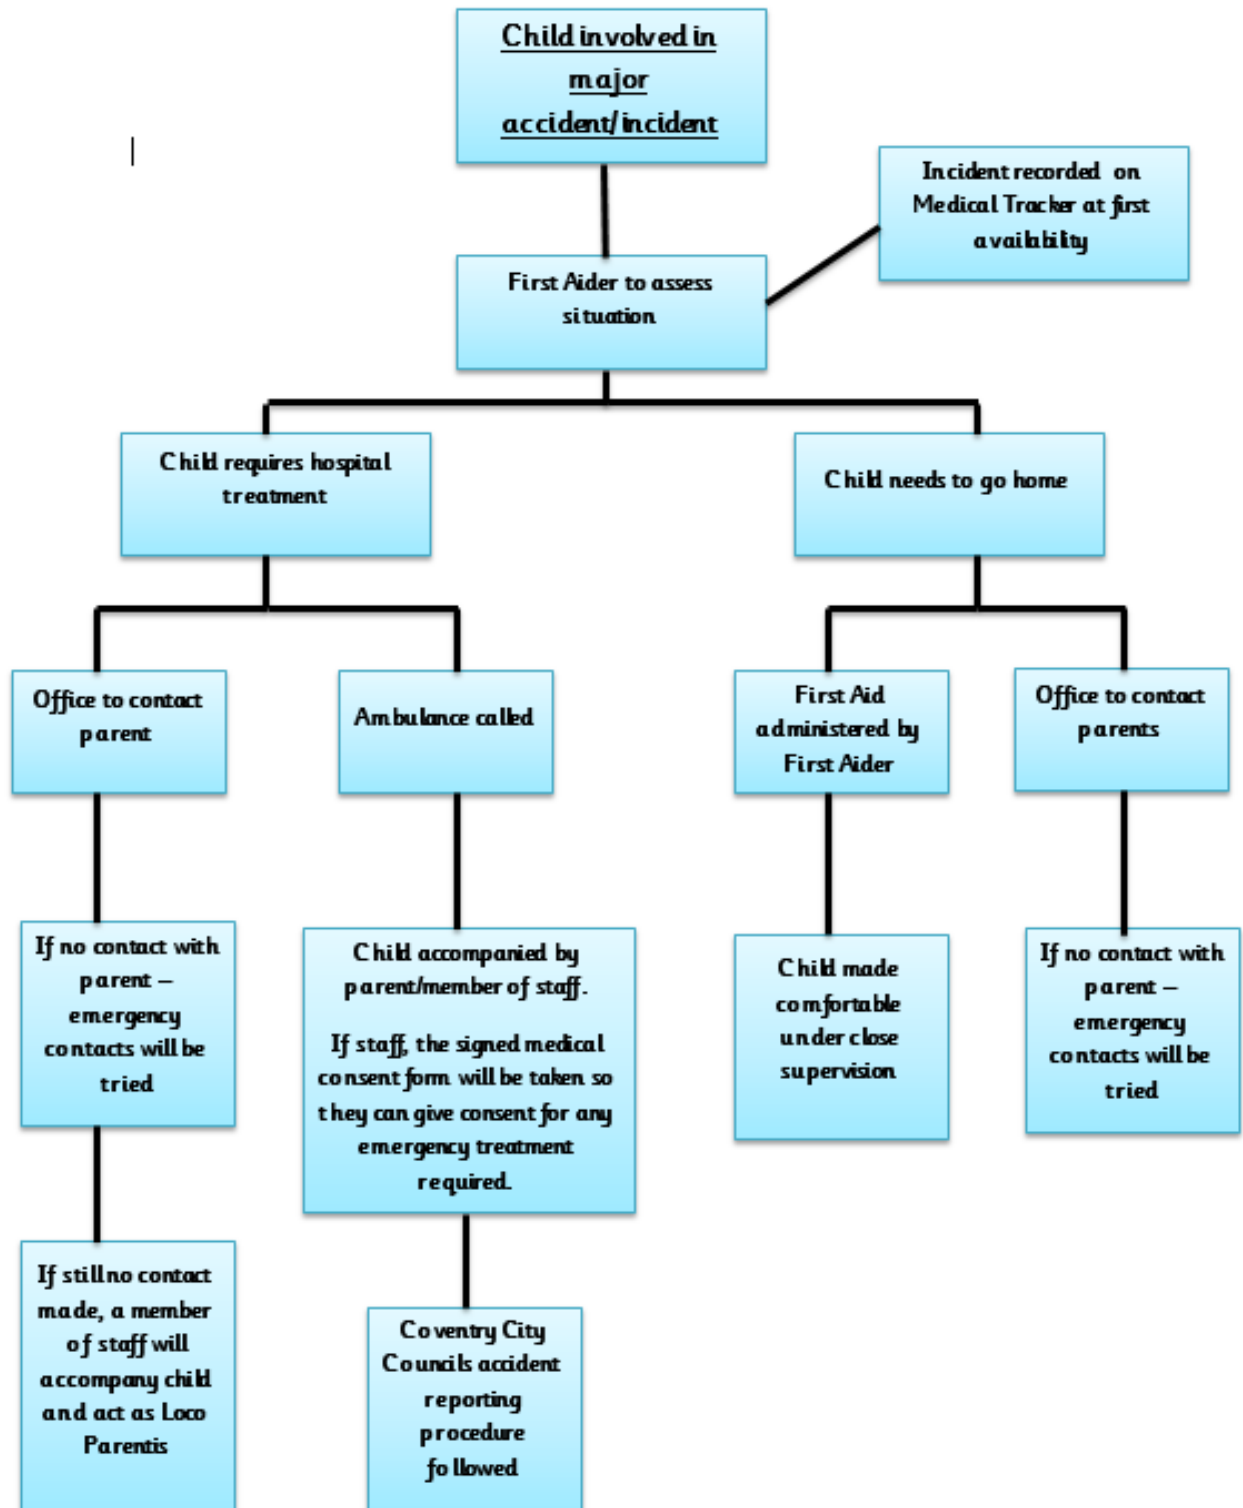 Child involved in
major
accident/incident
Incident recorded on
Medical Tracker at first
availability
First Aider to assess
situation
Child requires hospital
treatment
Child needs to go home
Office to contact
parent
Ambulance called
First Aid
administered by
First Aider
Office to contact
parents
If no contact with
parent –
emergency
contacts will be
tried
Child accompanied by
parent/member of staff.
If staff, the signed medical
consent form will be taken so
they can give consent for any
emergency treatment
required.
Child made
comfortable
under close
supervision
If no contact with
parent –
emergency
contacts will be
tried
If still no contact
made, a member
of staff will
accompany child
and act as Loco
Parentis
Coventry City
Councils accident
reporting
procedure
followed